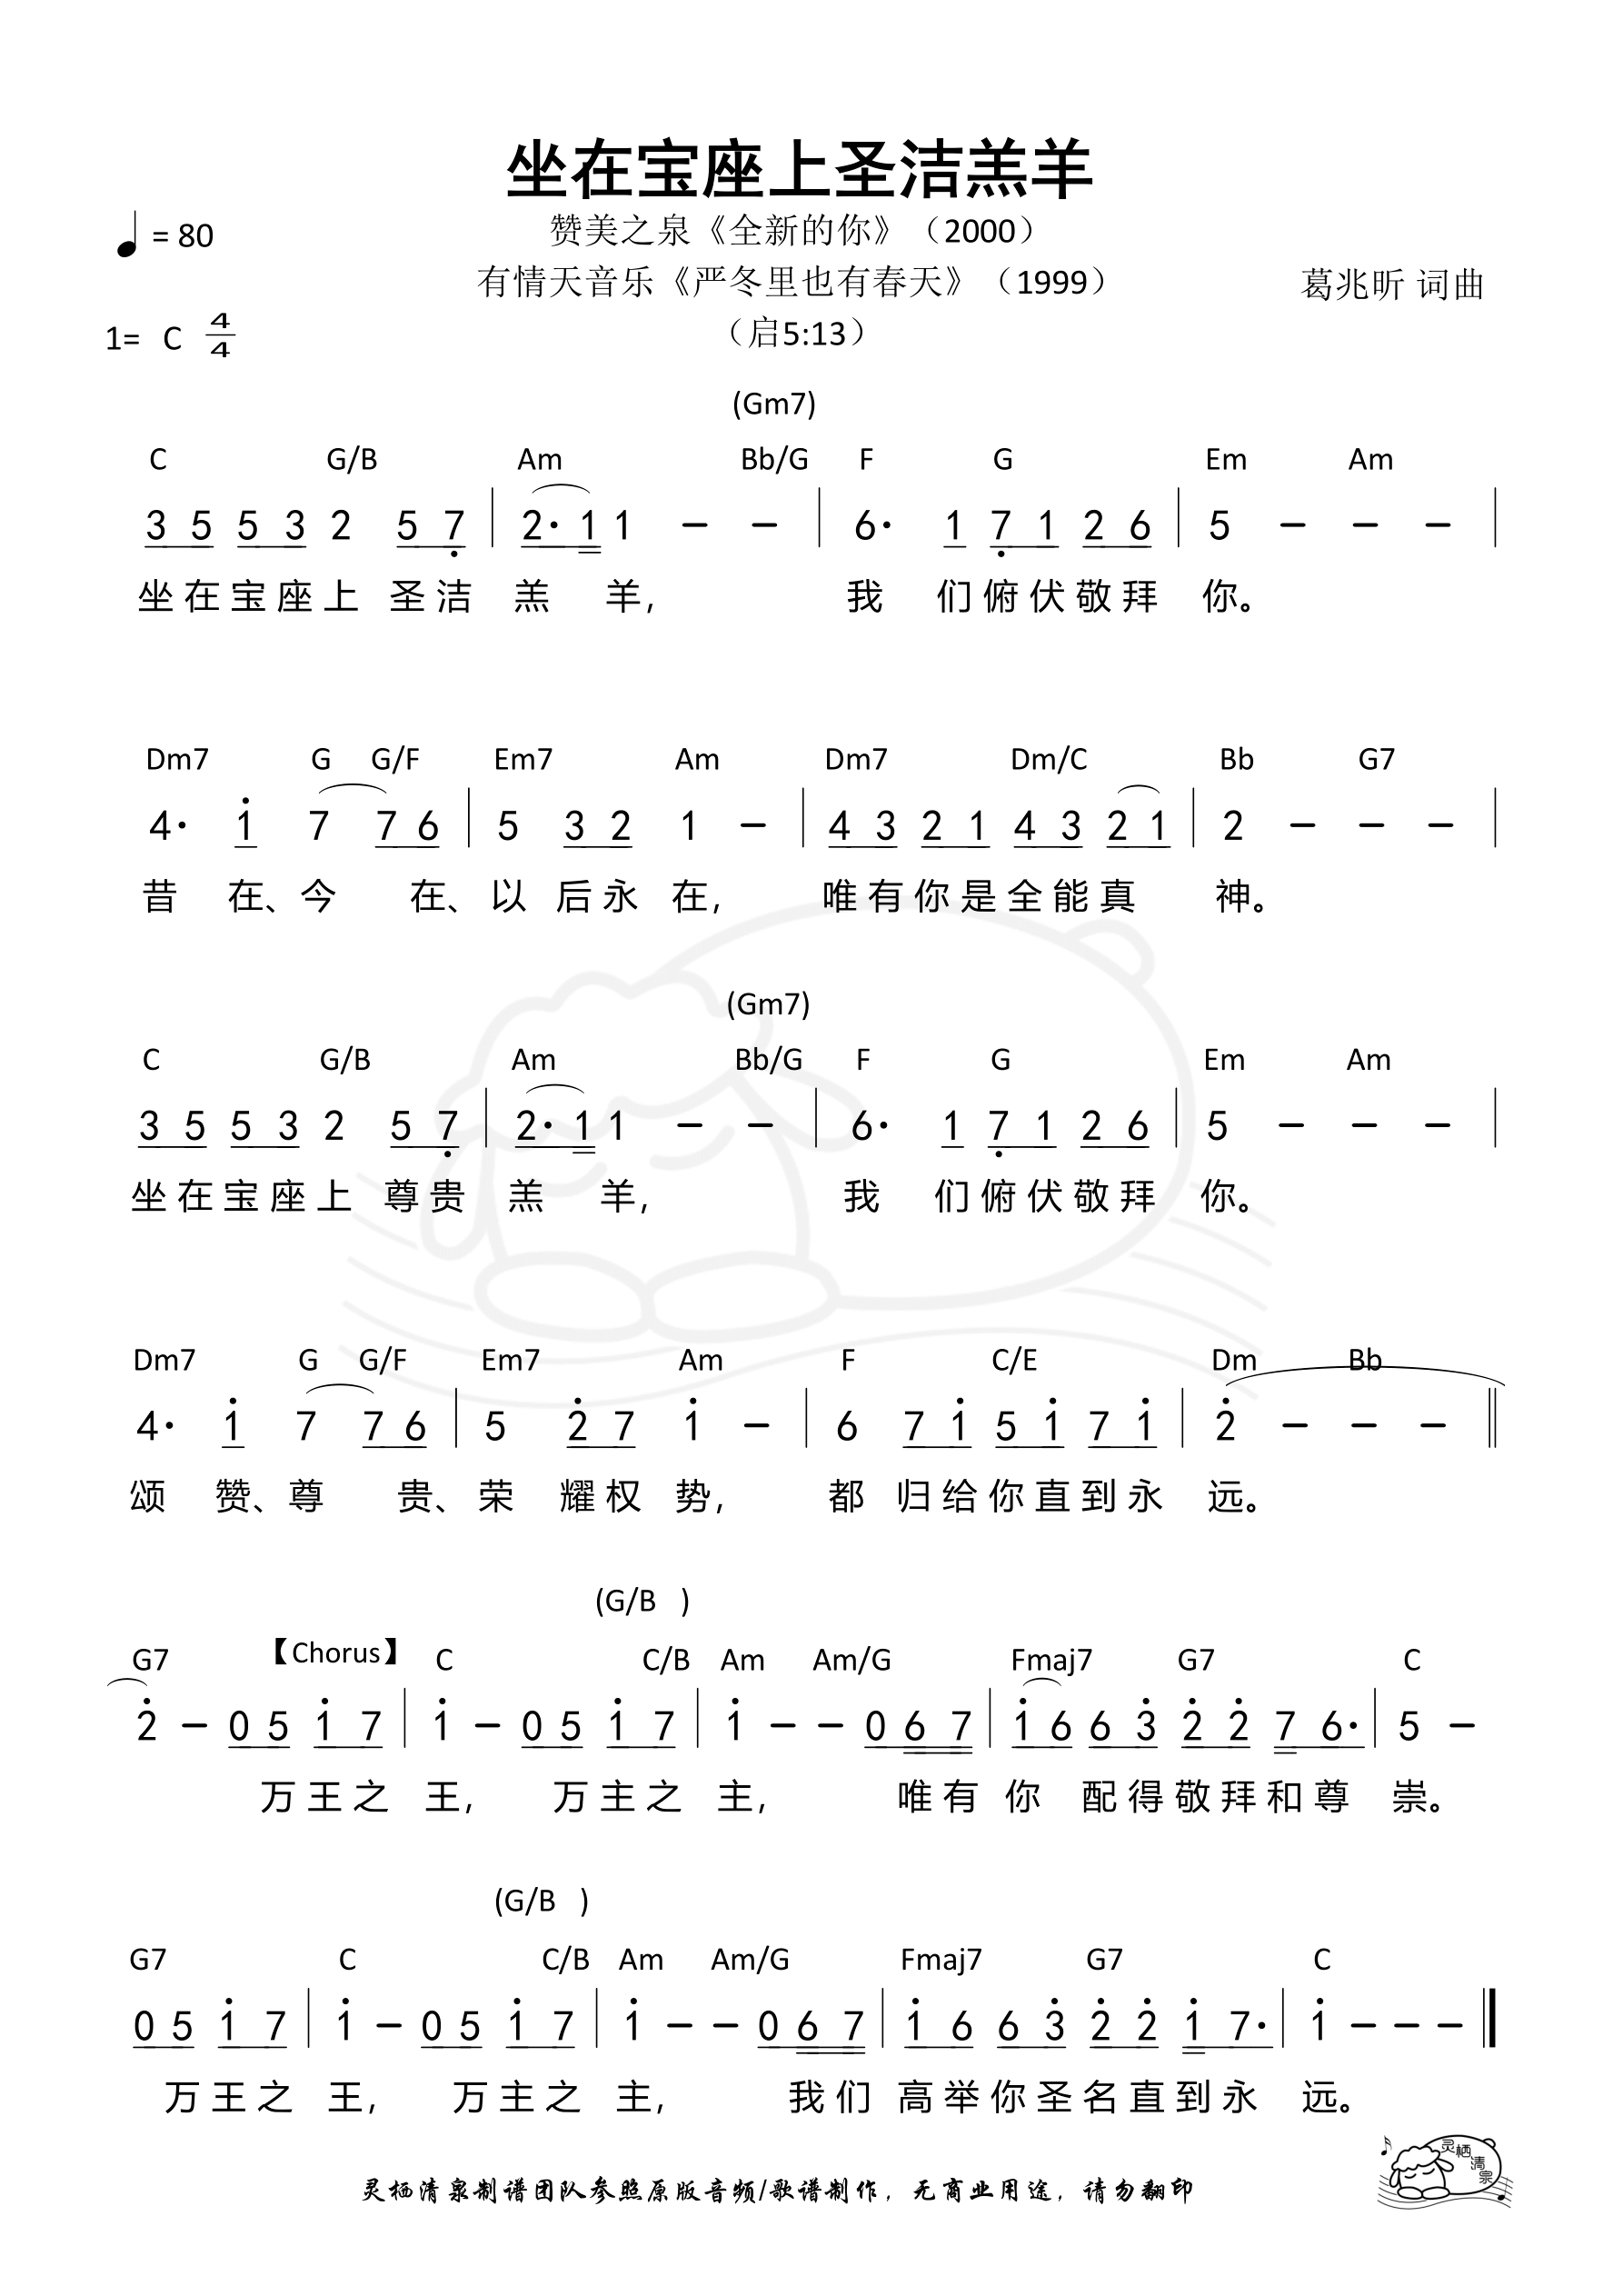 坐在宝座上圣洁羔羊
赞美之泉《全新的你》（2000）
= 80
有情天音乐《严冬里也有春天》（1999）
葛兆昕 词曲
（启5:13）
1= C 4/4
(Gm7)
C G/B Am Bb/G F G Em Am
3 5 5 3 2 5 7 | 2· 1 1 – – | 6· 1 7 1 2 6 | 5 – – – |
坐在宝座上 圣洁 羔 羊, 我 们俯伏敬拜 你。
Dm7 G G/F Em7 Am Dm7 Dm/C Bb G7
4· 1 7 7 6 | 5 3 2 1 – | 4 3 2 1 4 3 2 1 | 2 – – – |
昔 在、今 在、以 后永 在, 唯有你是全能真 神。
(Gm7)
C G/B Am Bb/G F G Em Am
3 5 5 3 2 5 7 | 2· 1 1 – – | 6· 1 7 1 2 6 | 5 – – – |
坐在宝座上 尊贵 羔 羊, 我 们俯伏敬拜 你。
Dm7 G G/F Em7 Am F C/E Dm Bb
4· 1 7 7 6 | 5 2 7 1 – | 6 7 1 5 1 7 1 | 2 – – – ||
颂 赞、尊 贵、荣 耀权 势, 都 归给你直到永 远。
(G/B )
G7 【Chorus】 C C/B Am Am/G Fmaj7 G7 C
2 – 0 5 1 7 | 1 – 0 5 1 7 | 1 – – 0 6 7 | 1 6 6 3 2 2 7 6· | 5 –
万王之 王, 万主之 主, 唯有 你 配得敬拜和尊 崇。
(G/B )
G7 C C/B Am Am/G Fmaj7 G7 C
0 5 1 7 | 1 – 0 5 1 7 | 1 – – 0 6 7 | 1 6 6 3 2 2 1 7· | 1 – – – ||
万王之 王, 万主之 主, 我们 高举你圣名直到永 远。
灵栖清泉
灵栖清泉制谱团队参照原版音频/歌谱制作，无商业用途，请勿翻印